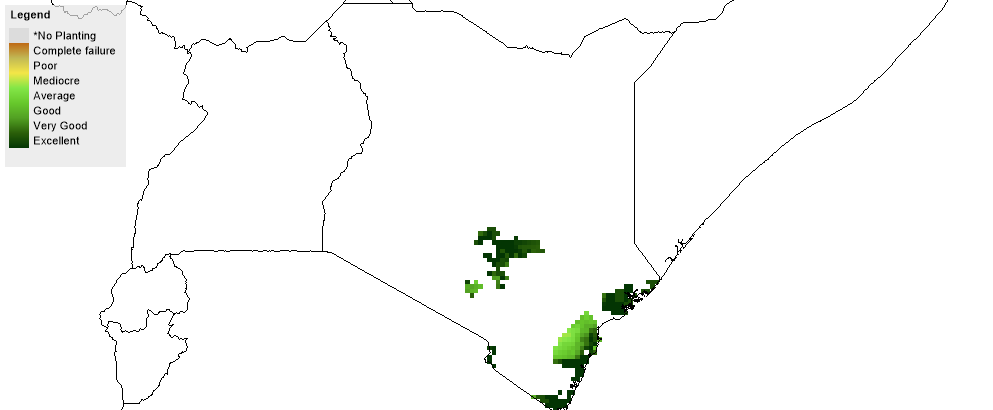 Legend
*No Planting
Complete failure
Poor
Mediocre
Average
Good
Very Good
Excellent